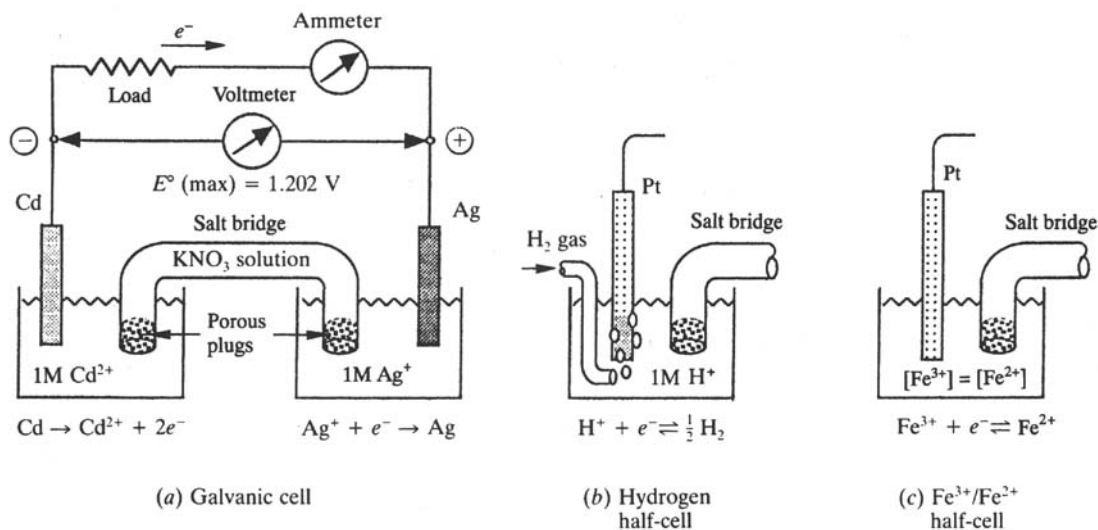 Ammeter
e⁻
Load
Voltmeter
−
+
E° (max) = 1.202 V
Cd
Ag
Salt bridge
KNO₃ solution
Porous
plugs
1M Cd²⁺
1M Ag⁺
Cd → Cd²⁺ + 2e⁻
Ag⁺ + e⁻ → Ag
(a) Galvanic cell
Pt
H₂ gas
Salt bridge
1M H⁺
H⁺ + e⁻ ⇌ ½ H₂
(b) Hydrogen
half-cell
Pt
Salt bridge
[Fe³⁺] = [Fe²⁺]
Fe³⁺ + e⁻ ⇌ Fe²⁺
(c) Fe³⁺/Fe²⁺
half-cell